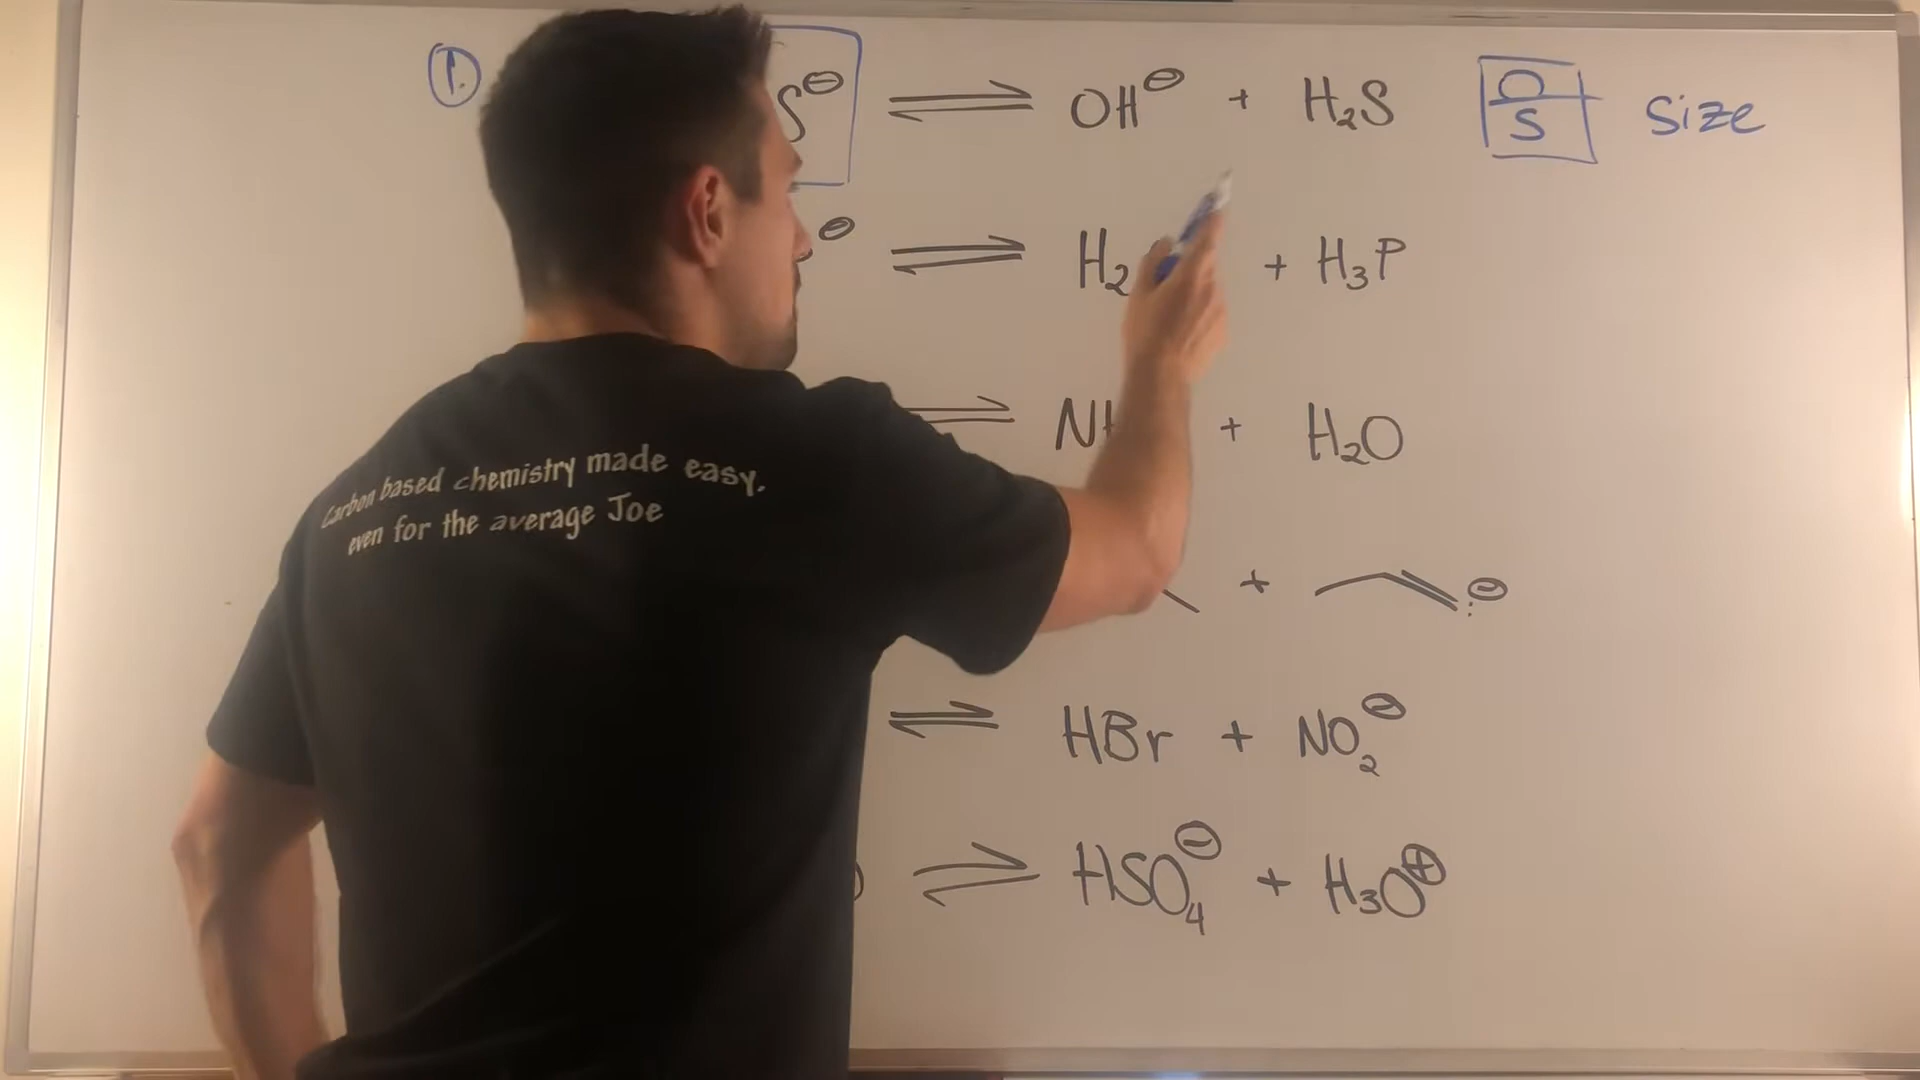 1. S⊖ ⇌ OH⊖ + H₂S O S Size
⊖ ⇌ H₂ + H₃P
⇌ NH + H₂O
+ ⊖
⇌ HBr + NO₂⊖
⇌ HSO₄⊖ + H₃O⊕
Carbon based chemistry made easy,
even for the average Joe